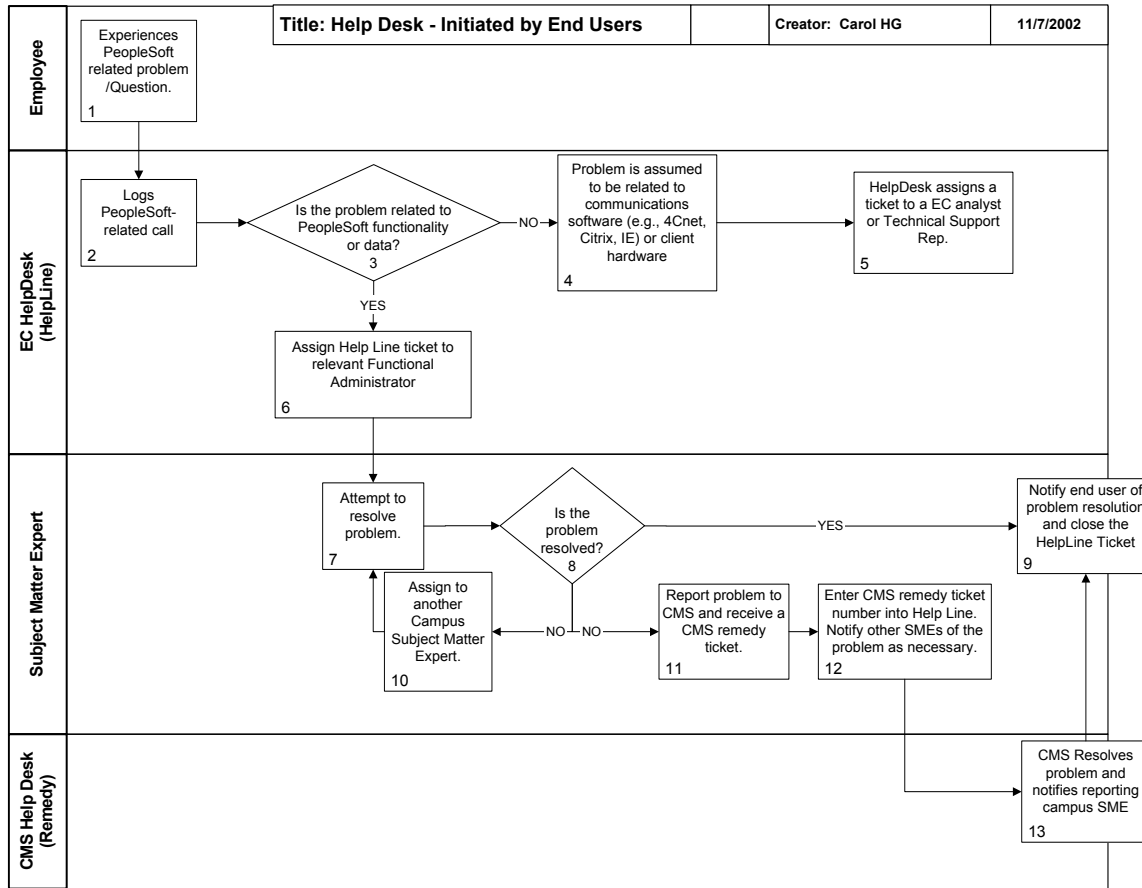 Title: Help Desk - Initiated by End Users
Creator: Carol HG
11/7/2002
Employee
Experiences
PeopleSoft
related problem
/Question.
1
EC HelpDesk
(HelpLine)
Logs
PeopleSoft-
related call
2
Is the problem related to
PeopleSoft functionality
or data?
3
NO
Problem is assumed
to be related to
communications
software (e.g., 4Cnet,
Citrix, IE) or client
hardware
4
HelpDesk assigns a
ticket to a EC analyst
or Technical Support
Rep.
5
YES
Assign Help Line ticket to
relevant Functional
Administrator
6
Subject Matter Expert
Attempt to
resolve
problem.
7
Is the
problem
resolved?
8
YES
Notify end user of
problem resolution
and close the
HelpLine Ticket
9
NO
NO
Assign to
another
Campus
Subject Matter
Expert.
10
Report problem to
CMS and receive a
CMS remedy
ticket.
11
Enter CMS remedy ticket
number into Help Line.
Notify other SMEs of the
problem as necessary.
12
CMS Help Desk
(Remedy)
CMS Resolves
problem and
notifies reporting
campus SME
13